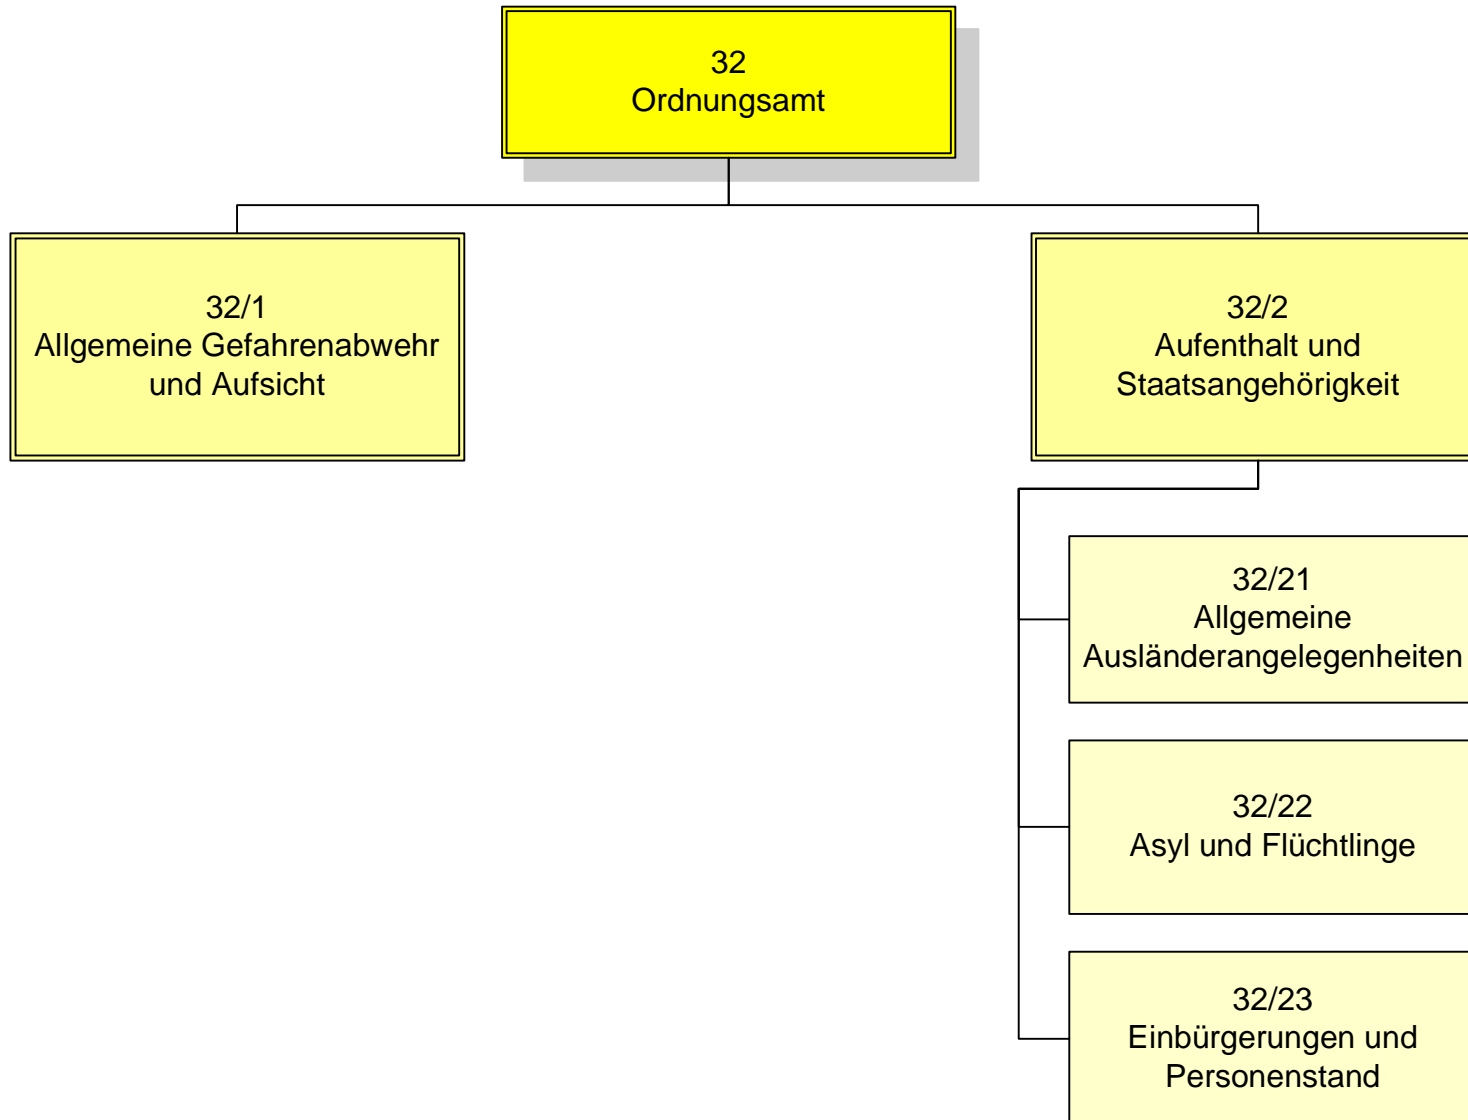 32
Ordnungsamt
32/1
Allgemeine Gefahrenabwehr
und Aufsicht
32/2
Aufenthalt und
Staatsangehörigkeit
32/21
Allgemeine
Ausländerangelegenheiten
32/22
Asyl und Flüchtlinge
32/23
Einbürgerungen und
Personenstand